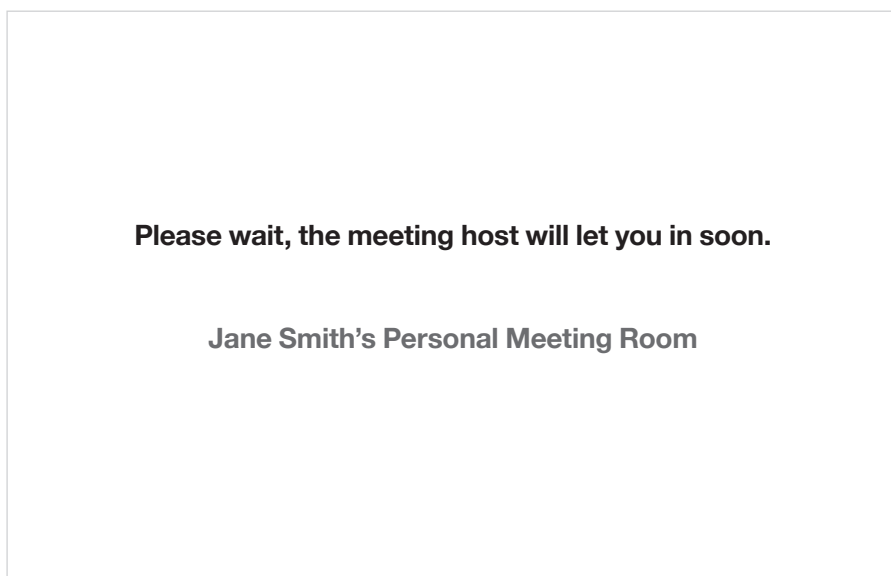 Please wait, the meeting host will let you in soon.
Jane Smith’s Personal Meeting Room